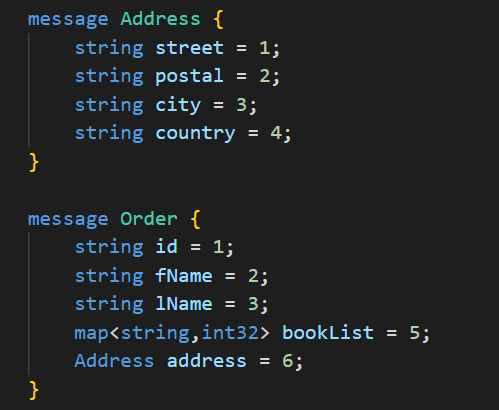 message Address {
    string street = 1;
    string postal = 2;
    string city = 3;
    string country = 4;
}

message Order {
    string id = 1;
    string fName = 2;
    string lName = 3;
    map<string,int32> bookList = 5;
    Address address = 6;
}